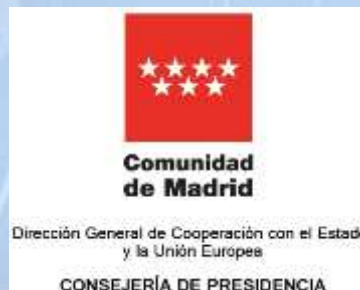 Comunidad
de Madrid
Dirección General de Cooperación con el Estado
y la Unión Europea
CONSEJERÍA DE PRESIDENCIA